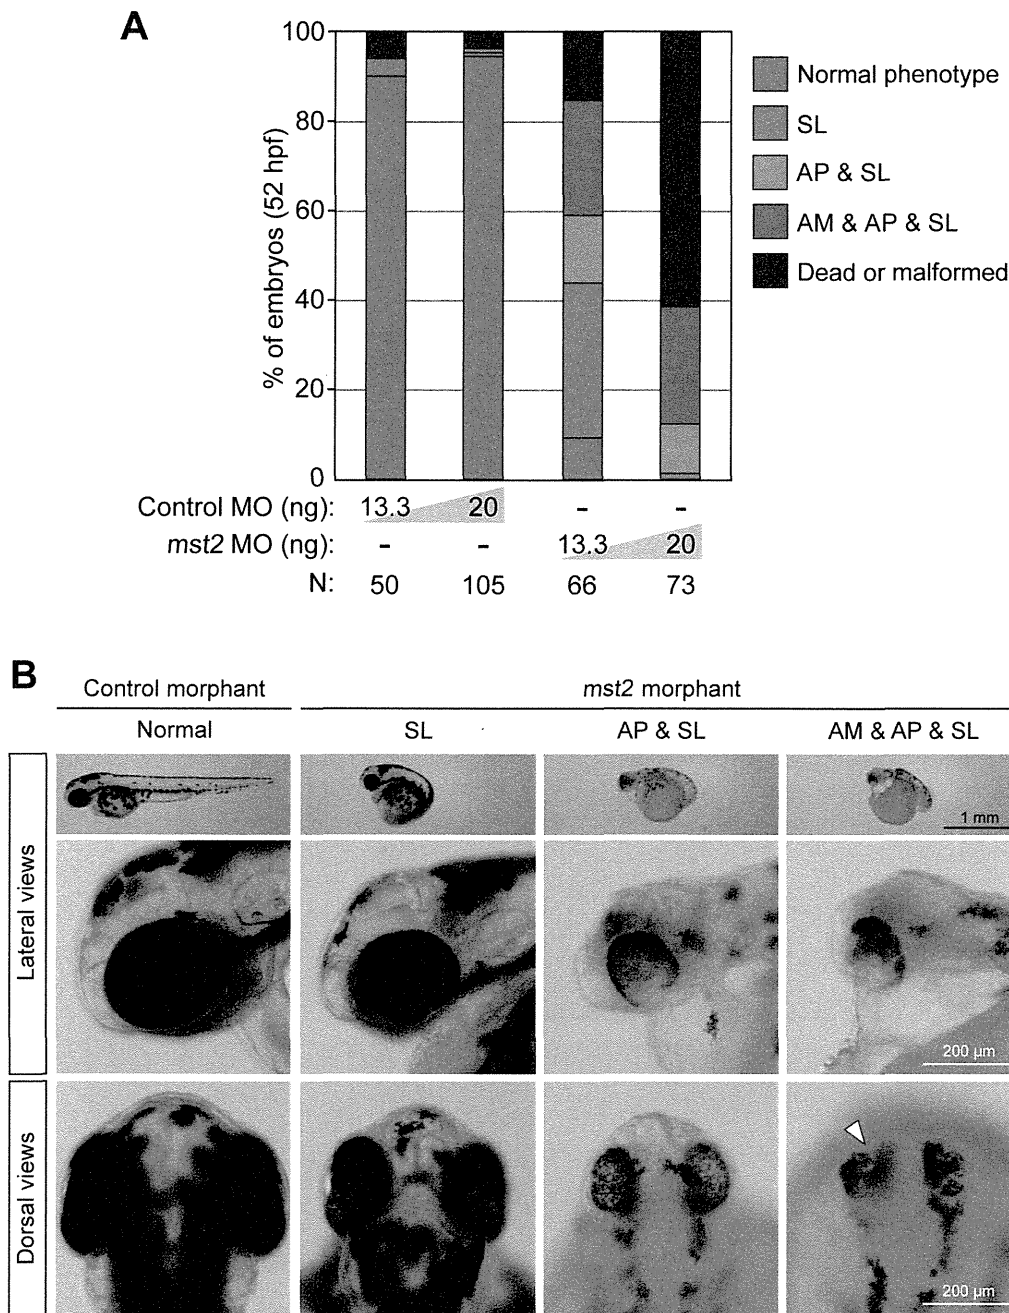 A
100
80
60
40
20
0
% of embryos (52 hpf)
Normal phenotype
SL
AP & SL
AM & AP & SL
Dead or malformed
Control MO (ng): 13.3 20 - -
mst2 MO (ng): - - 13.3 20
N: 50 105 66 73
B
Control morphant mst2 morphant
Normal SL AP & SL AM & AP & SL
Lateral views
1 mm
200 µm
Dorsal views
200 µm